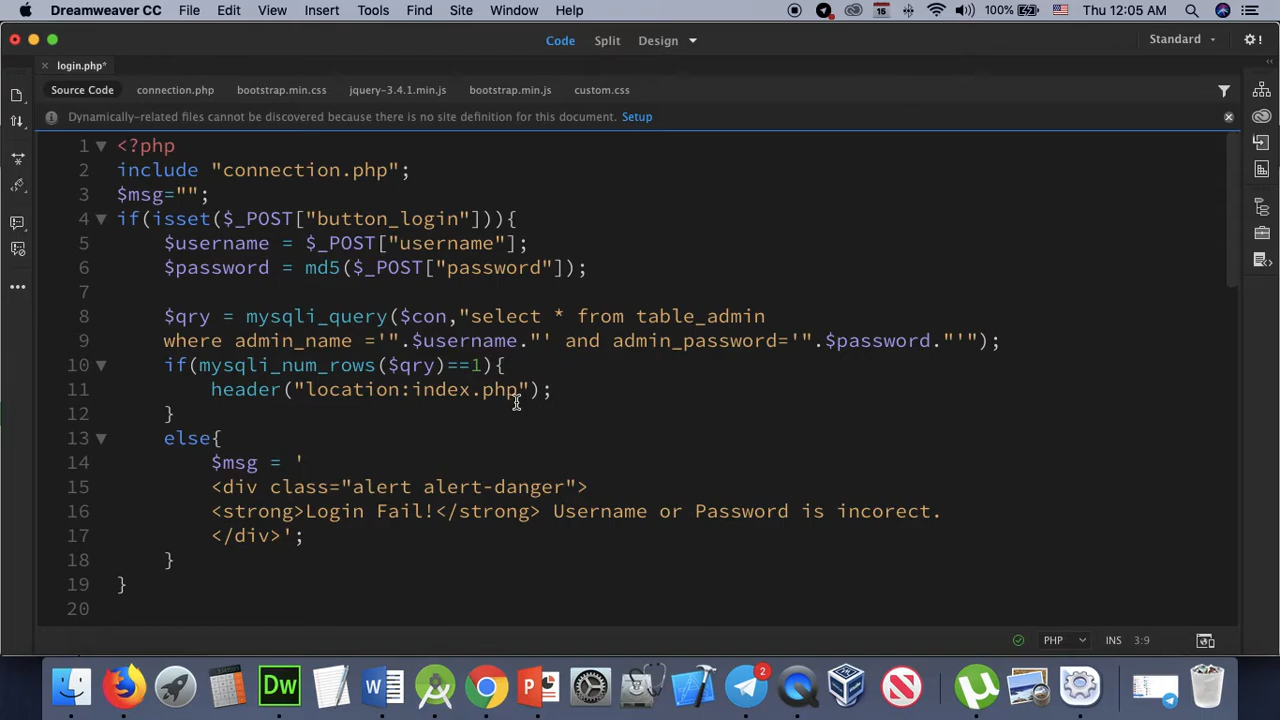 Dreamweaver CC File Edit View Insert Tools Find Site Window Help 100% Thu 12:05 AM
Code Split Design Standard
login.php*
Source Code connection.php bootstrap.min.css jquery-3.4.1.min.js bootstrap.min.js custom.css
Dynamically-related files cannot be discovered because there is no site definition for this document. Setup
1 <?php
2 include "connection.php";
3 $msg="";
4 if(isset($_POST["button_login"])){
5 $username = $_POST["username"];
6 $password = md5($_POST["password"]);
7
8 $qry = mysqli_query($con,"select * from table_admin
9 where admin_name ='".$username."' and admin_password='".$password."'");
10 if(mysqli_num_rows($qry)==1){
11 header("location:index.php");
12 }
13 else{
14 $msg = '
15 <div class="alert alert-danger">
16 <strong>Login Fail!</strong> Username or Password is incorect.
17 </div>';
18 }
19 }
20
PHP INS 3:9
Dw W P 2 N µ